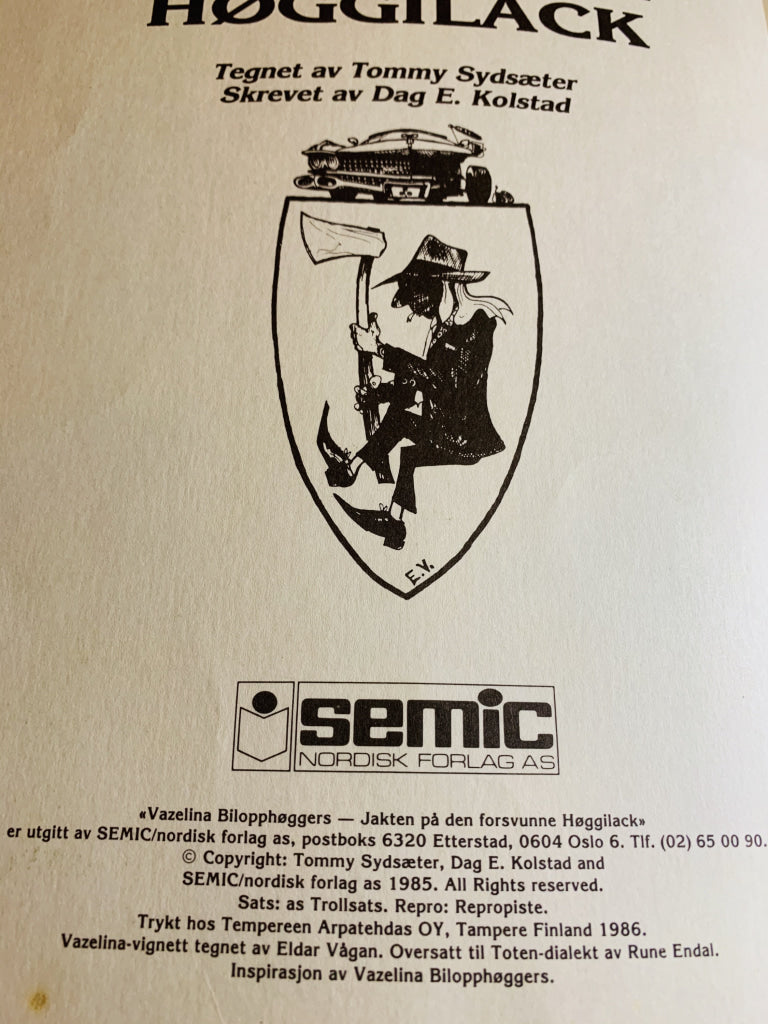 HØGGILACK
Tegnet av Tommy Sydsæter
Skrevet av Dag E. Kolstad
E.V.
semic
NORDISK FORLAG AS
«Vazelina Bilopphøggers — Jakten på den forsvunne Høggilack»
er utgitt av SEMIC/nordisk forlag as, postboks 6320 Etterstad, 0604 Oslo 6. Tlf. (02) 65 00 90.
© Copyright: Tommy Sydsæter, Dag E. Kolstad and
SEMIC/nordisk forlag as 1985. All Rights reserved.
Sats: as Trollsats. Repro: Repropiste.
Trykt hos Tempereen Arpatehdas OY, Tampere Finland 1986.
Vazelina-vignett tegnet av Eldar Vågan. Oversatt til Toten-dialekt av Rune Endal.
Inspirasjon av Vazelina Bilopphøggers.